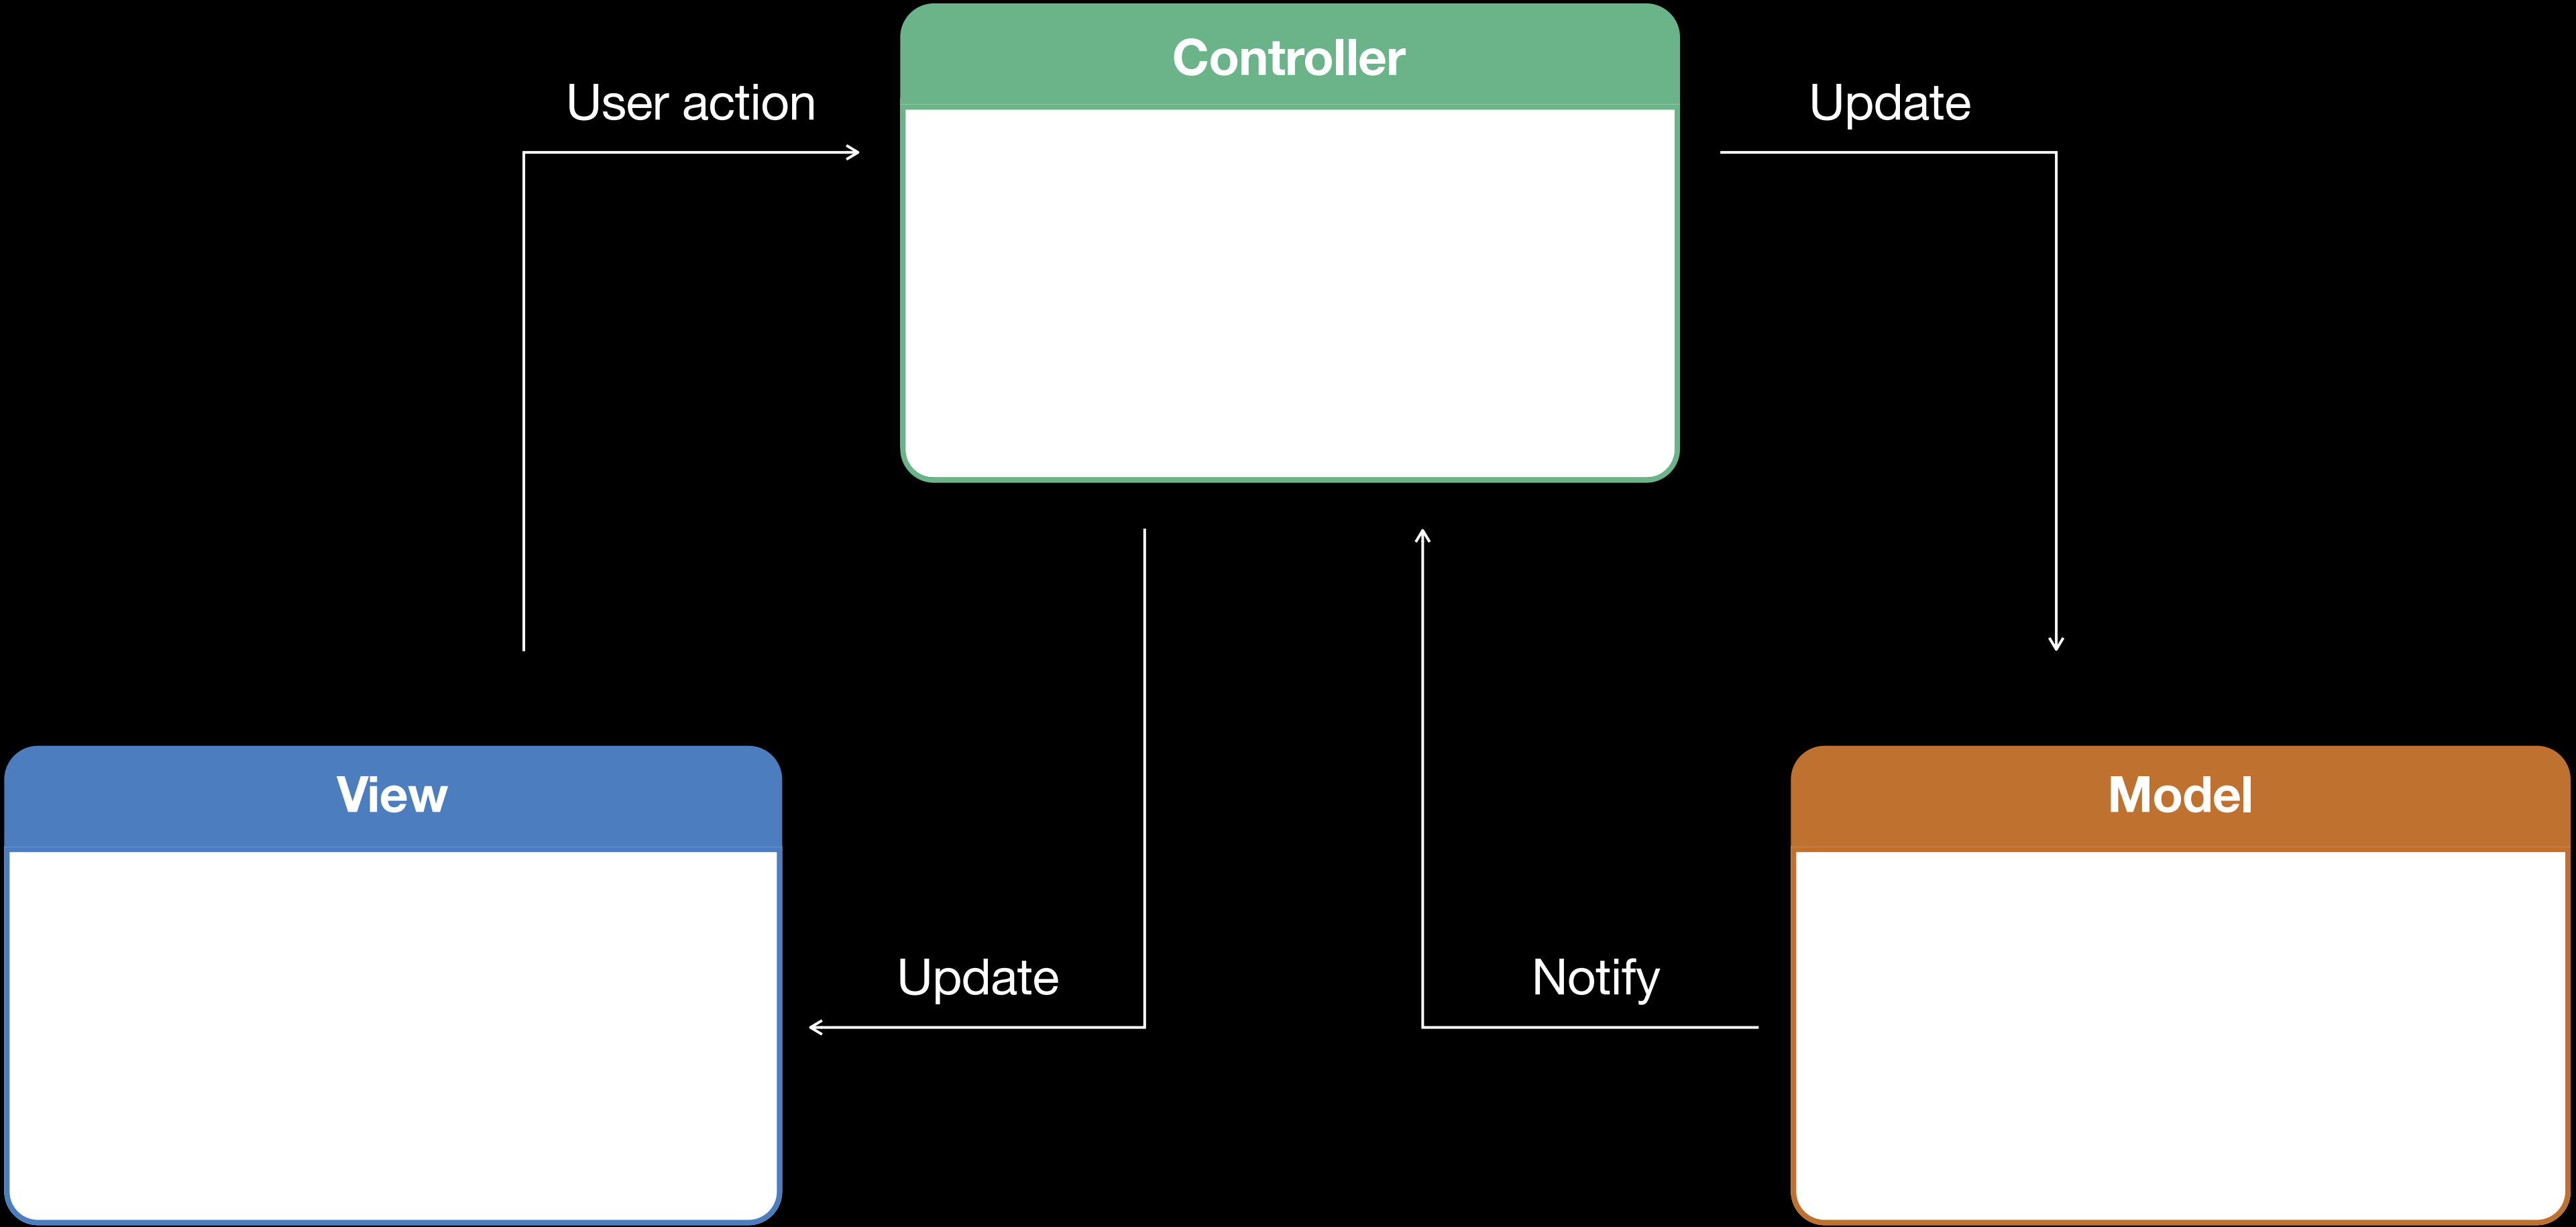 Controller
User action
Update
View
Model
Update
Notify